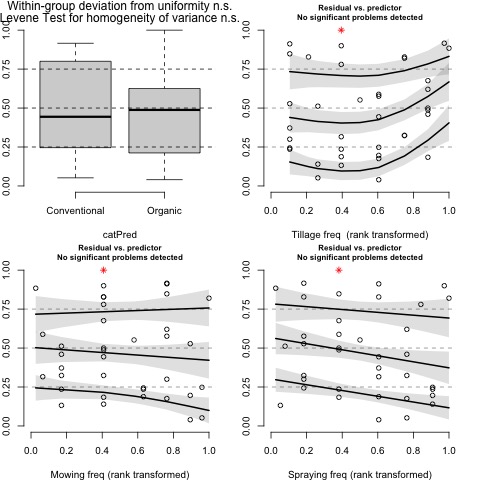 Within-group deviation from uniformity n.s.
Levene Test for homogeneity of variance n.s.
0.00 0.25 0.50 0.75 1.00
Conventional Organic
catPred
Residual vs. predictor
No significant problems detected
0.00 0.25 0.50 0.75 1.00
0.0 0.2 0.4 0.6 0.8 1.0
Tillage freq (rank transformed)
Residual vs. predictor
No significant problems detected
0.00 0.25 0.50 0.75 1.00
0.0 0.2 0.4 0.6 0.8 1.0
Mowing freq (rank transformed)
Residual vs. predictor
No significant problems detected
0.00 0.25 0.50 0.75 1.00
0.0 0.2 0.4 0.6 0.8 1.0
Spraying freq (rank transformed)